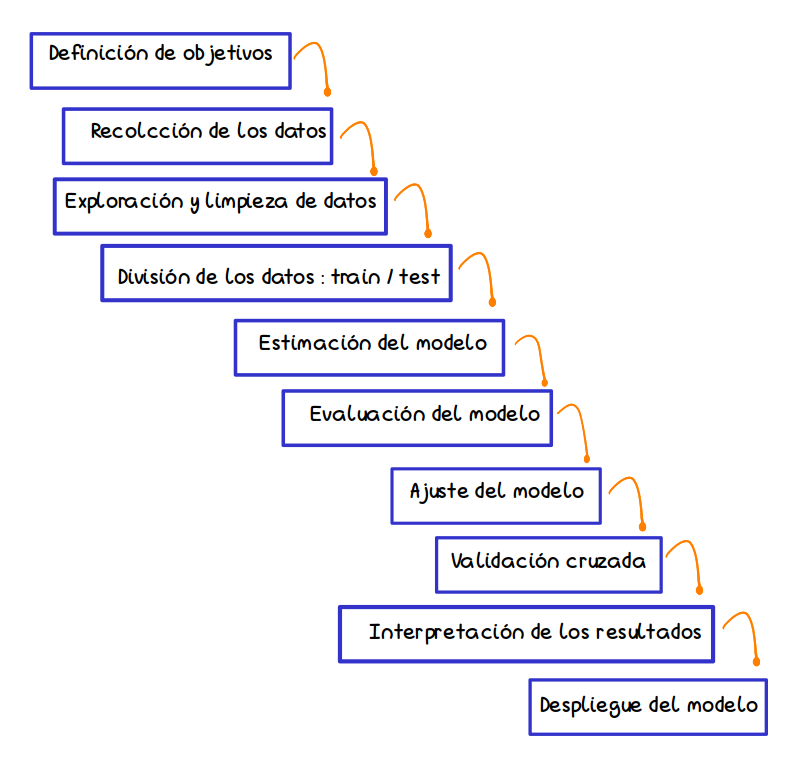 Definición de objetivos
Recolcción de los datos
Exploración y limpieza de datos
División de los datos : train / test
Estimación del modelo
Evaluación del modelo
Ajuste del modelo
Validación cruzada
Interpretación de los resultados
Despliegue del modelo